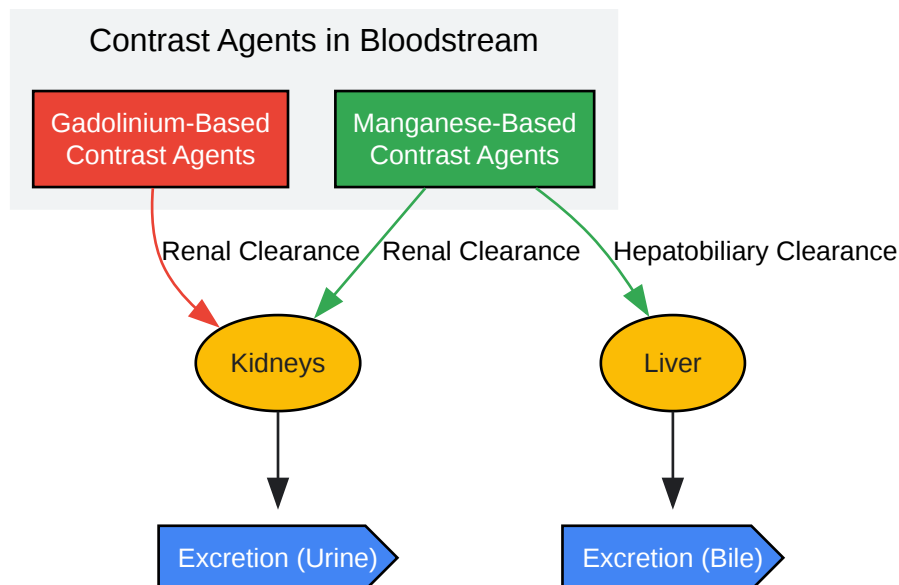 Contrast Agents in Bloodstream
Gadolinium-Based
Contrast Agents
Manganese-Based
Contrast Agents
Renal Clearance
Renal Clearance
Hepatobiliary Clearance
Kidneys
Liver
Excretion (Urine)
Excretion (Bile)